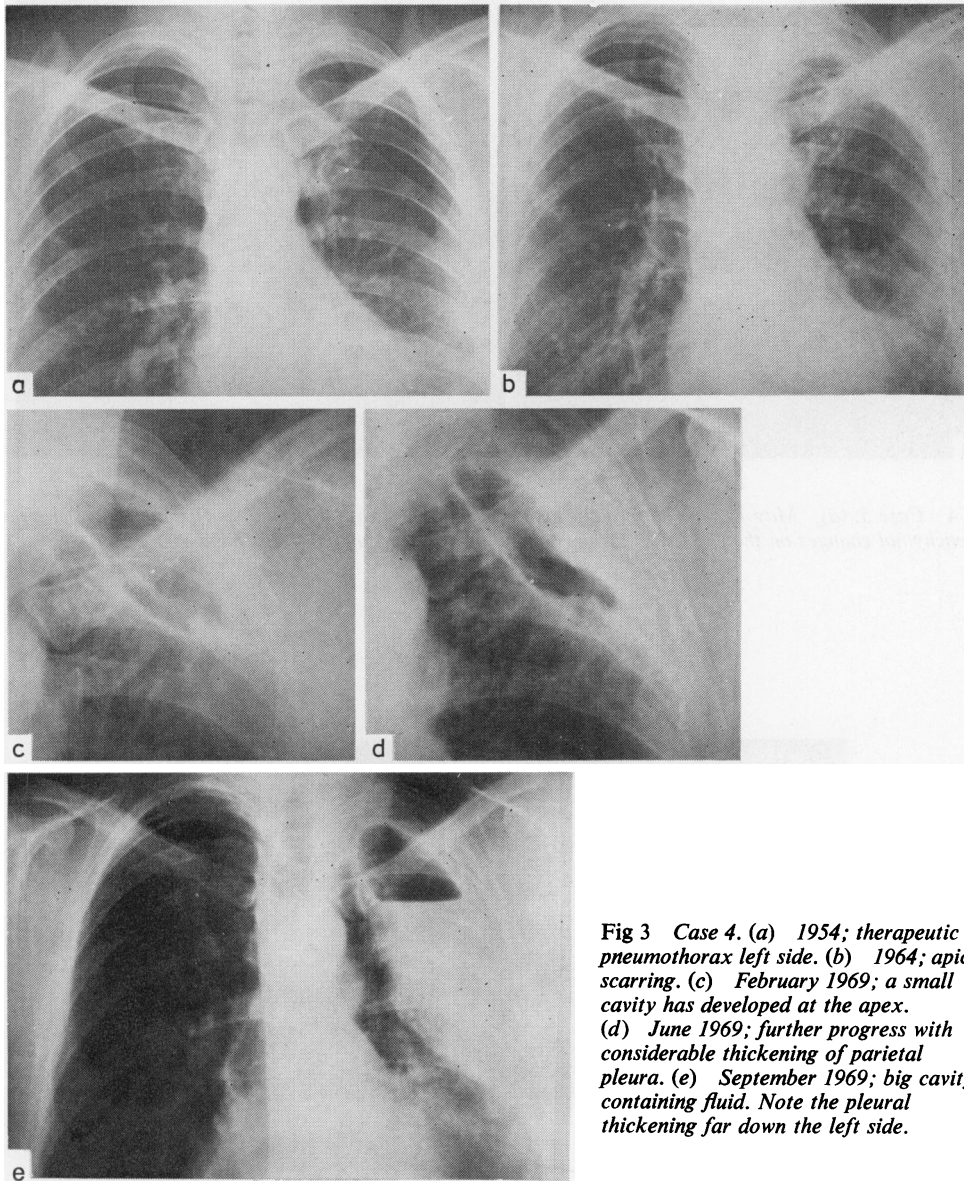 a
b
c
d
e
Fig 3 Case 4. (a) 1954; therapeutic
pneumothorax left side. (b) 1964;
scarring. (c) February 1969; a small
cavity has developed at the apex.
(d) June 1969; further progress with
considerable thickening of parietal
pleura. (e) September 1969; big cavity
containing fluid. Note the pleural
thickening far down the left side.